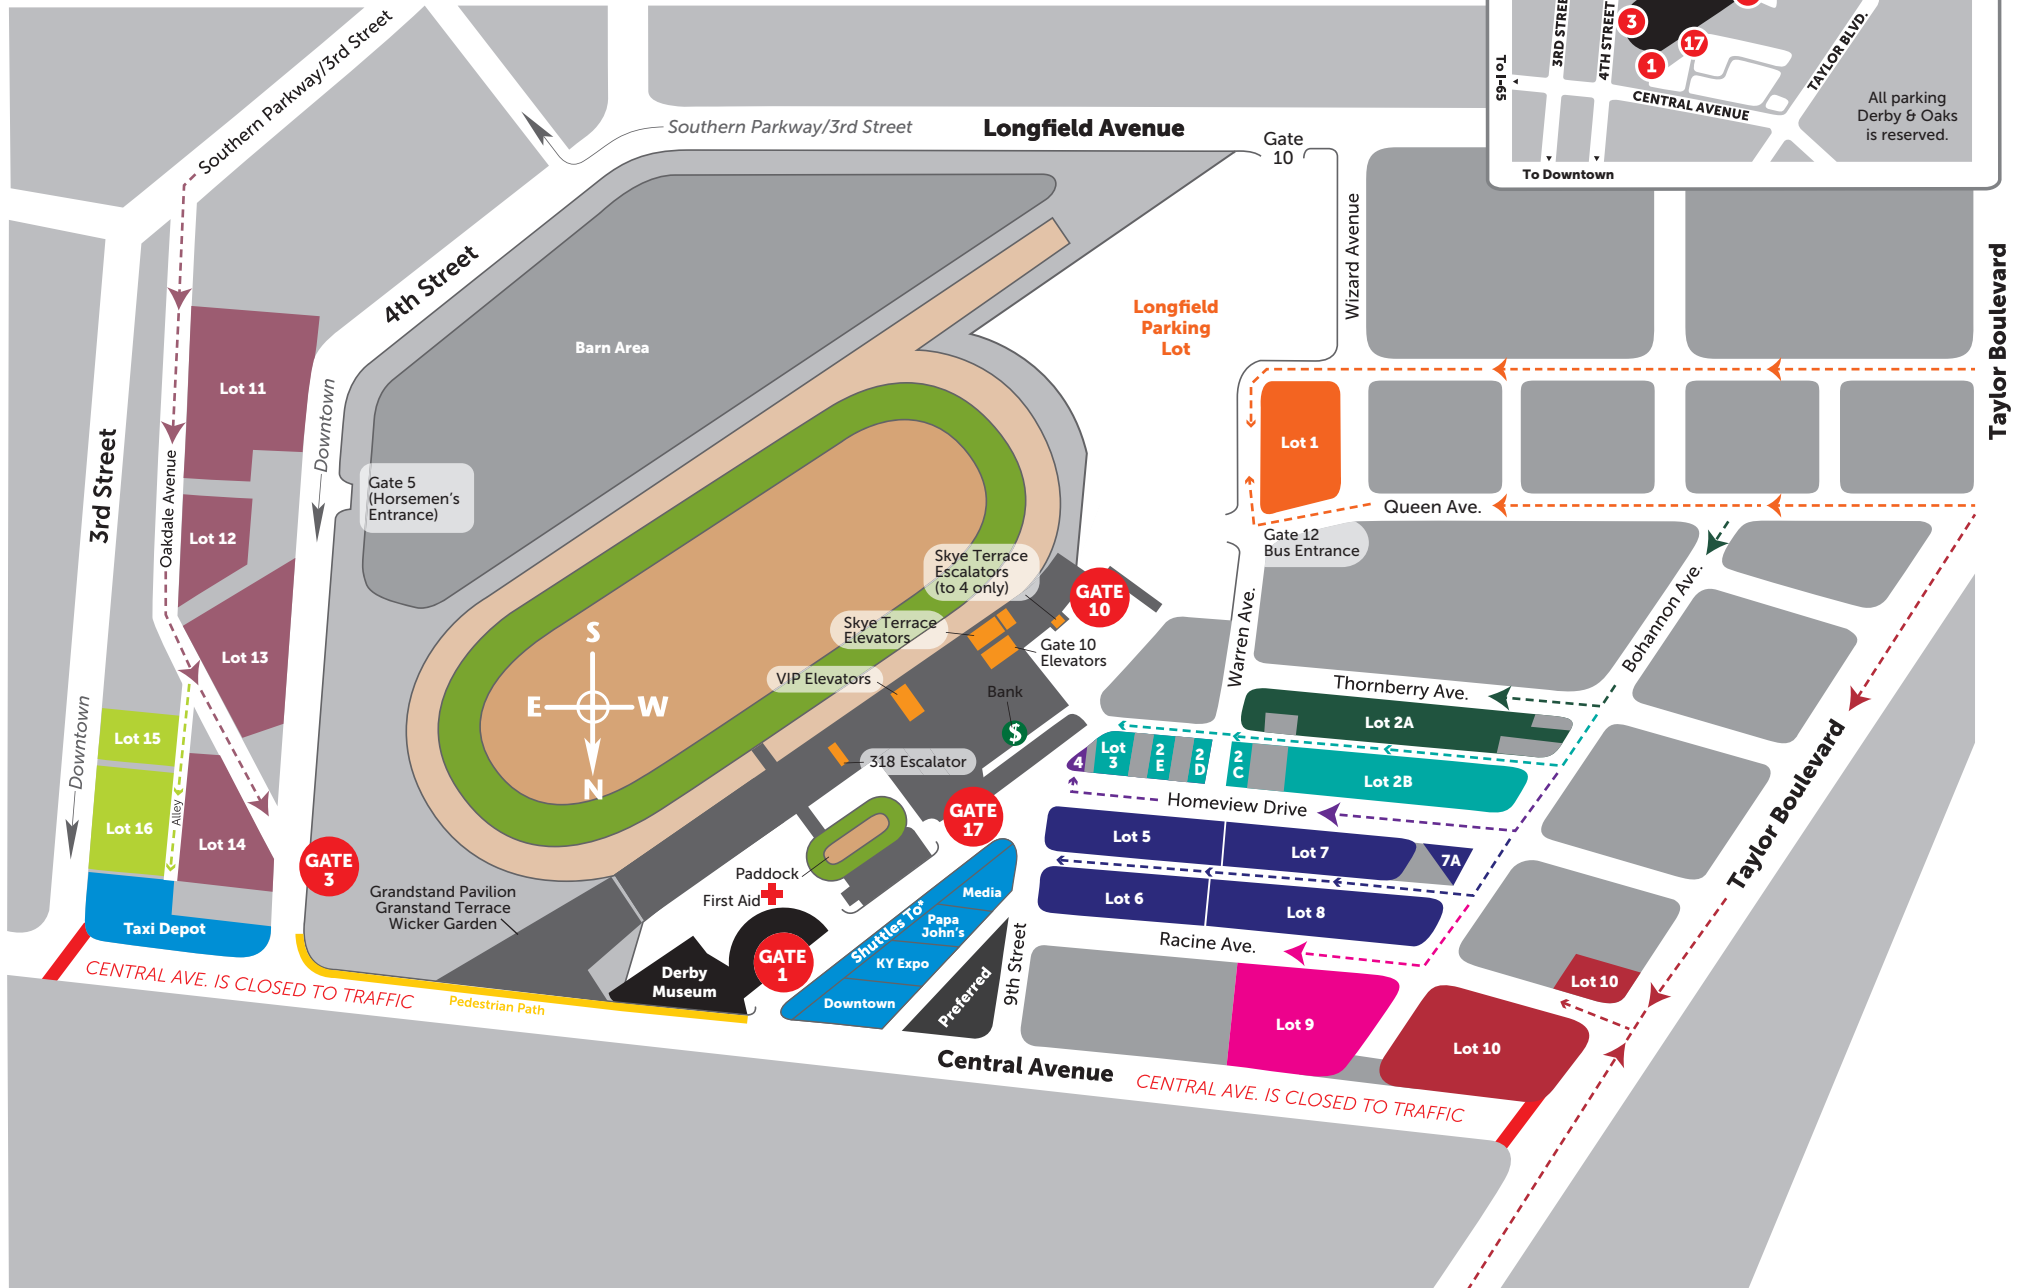 Southern Parkway/3rd Street
Southern Parkway/3rd Street
Longfield Avenue
Gate
10
3RD STREE
4TH STREET
3
17
1
To I-65
CENTRAL AVENUE
TAYLOR BLVD.
All parking
Derby & Oaks
is reserved.
To Downtown
Wizard Avenue
Taylor Boulevard
4th Street
Barn Area
Longfield
Parking
Lot
Lot 11
Downtown
3rd Street
Oakdale Avenue
Gate 5
(Horsemen's
Entrance)
Lot 1
Queen Ave.
Gate 12
Bus Entrance
Lot 12
Skye Terrace
Escalators
(to 4 only)
GATE
10
Skye Terrace
Elevators
Gate 10
Elevators
Warren Ave.
Bohannon Ave.
Lot 13
S
E
W
N
VIP Elevators
Bank
$
Thornberry Ave.
Lot 2A
Downtown
Lot 15
Lot 16
Alley
Lot 14
318 Escalator
4
Lot
3
2
E
2
D
2
C
Lot 2B
Homeview Drive
Taylor Boulevard
GATE
17
GATE
3
Lot 5
Lot 7
7A
Paddock
First Aid
Grandstand Pavilion
Granstand Terrace
Wicker Garden
Lot 6
Lot 8
Racine Ave.
Taxi Depot
Shuttles To*
Media
Papa
John's
KY Expo
Downtown
Preferred
9th Street
GATE
1
Derby
Museum
Lot 9
Lot 10
Lot 10
CENTRAL AVE. IS CLOSED TO TRAFFIC
Pedestrian Path
Central Avenue
CENTRAL AVE. IS CLOSED TO TRAFFIC